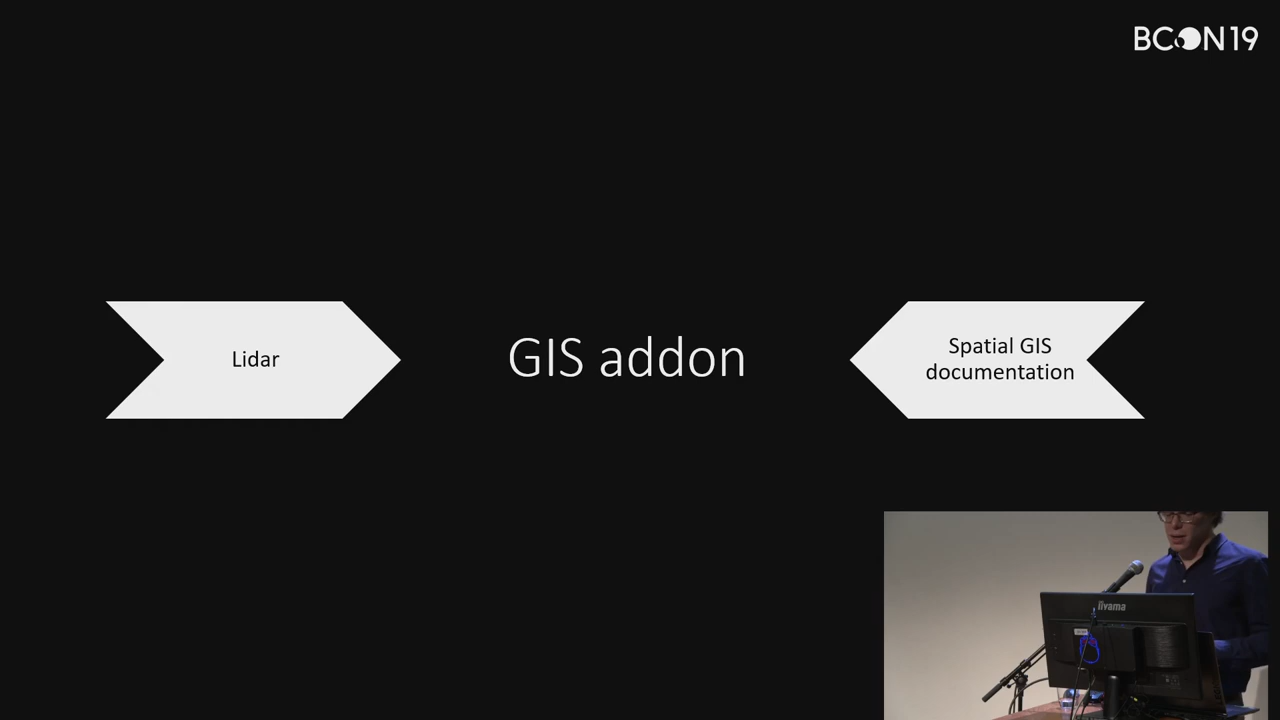 BCON19
Lidar
GIS addon
Spatial GIS
documentation
iiyama